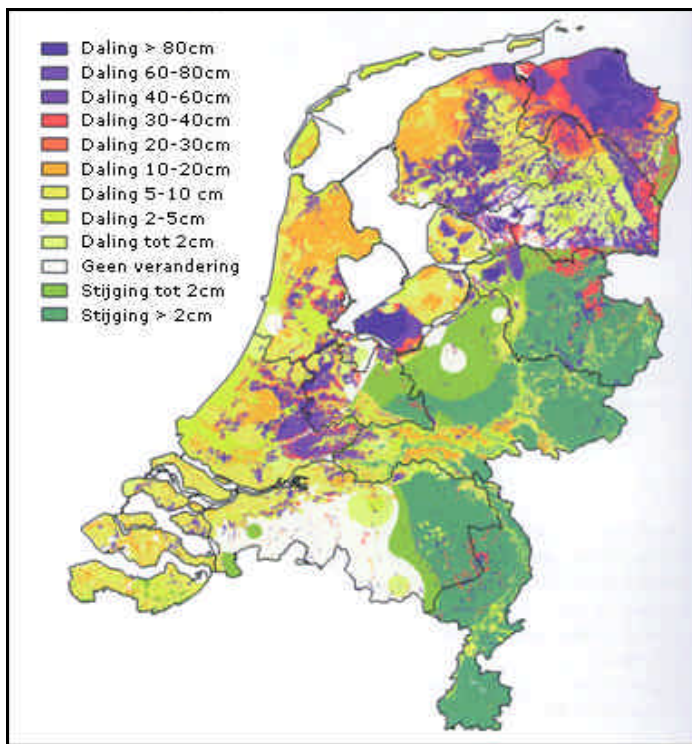 Daling > 80cm
Daling 60-80cm
Daling 40-60cm
Daling 30-40cm
Daling 20-30cm
Daling 10-20cm
Daling 5-10 cm
Daling 2-5cm
Daling tot 2cm
Geen verandering
Stijging tot 2cm
Stijging > 2cm